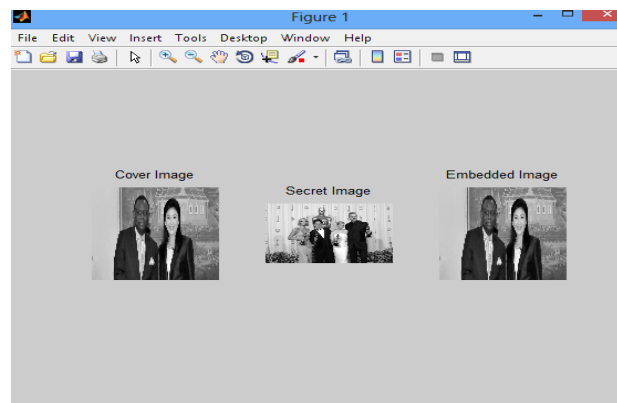 Figure 1
File Edit View Insert Tools Desktop Window Help
Cover Image
Secret Image
Embedded Image